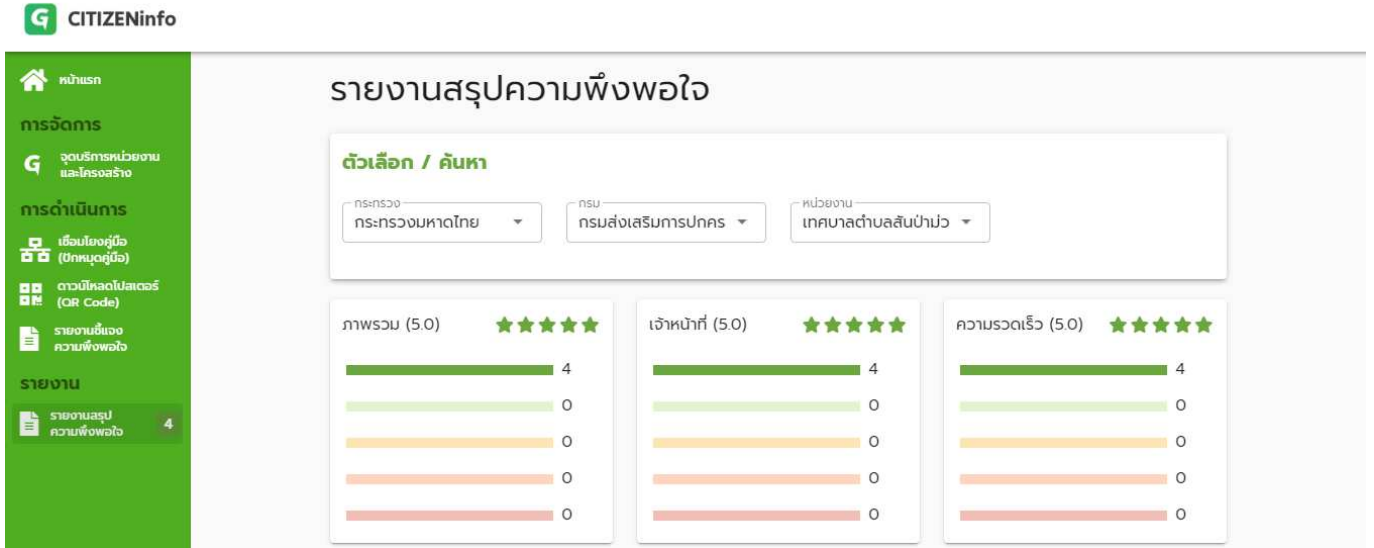 G CITIZENinfo
หน้าแรก
การจัดการ
G จุดบริการหน่วยงาน
และโครงสร้าง
การดำเนินการ
เชื่อมโยงคู่มือ
(ปักหมุดคู่มือ)
ดาวน์โหลดโปสเตอร์
(QR Code)
รายงานชี้แจง
ความพึงพอใจ
รายงาน
รายงานสรุป
ความพึงพอใจ
4
รายงานสรุปความพึงพอใจ
ตัวเลือก / ค้นหา
กระทรวง
กระทรวงมหาดไทย
กรม
กรมส่งเสริมการปกคร
หน่วยงาน
เทศบาลตำบลสันป่าม่ว
ภาพรวม (5.0)
4
0
0
0
0
เจ้าหน้าที่ (5.0)
4
0
0
0
0
ความรวดเร็ว (5.0)
4
0
0
0
0